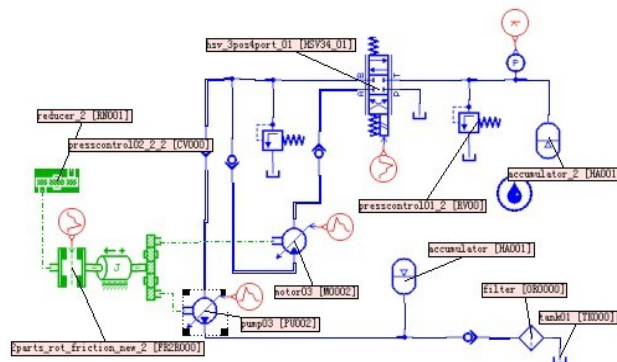 hsv_3pos4port_01 [HSV34_01]
reducer_2 [RN001]
presscontrol02_2_2 [CV000]
accumulator_2 [HA001]
presscontrol01_2 [RV00]
accumulator [HA001]
motor03 [MO002]
filter [OR0000]
tank01 [TK000]
pump03 [PU002]
2parts_rot_friction_new_2 [FR2R000]
B
T
A
P
P
J